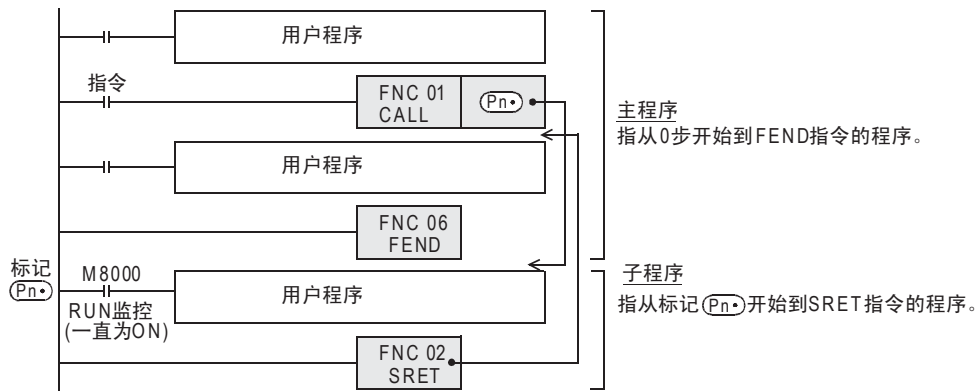 用户程序
指令
FNC 01
CALL
Pn•
主程序
指从0步开始到FEND指令的程序。
用户程序
FNC 06
FEND
标记
Pn•
M8000
RUN监控
(一直为ON)
用户程序
子程序
指从标记Pn•开始到SRET指令的程序。
FNC 02
SRET